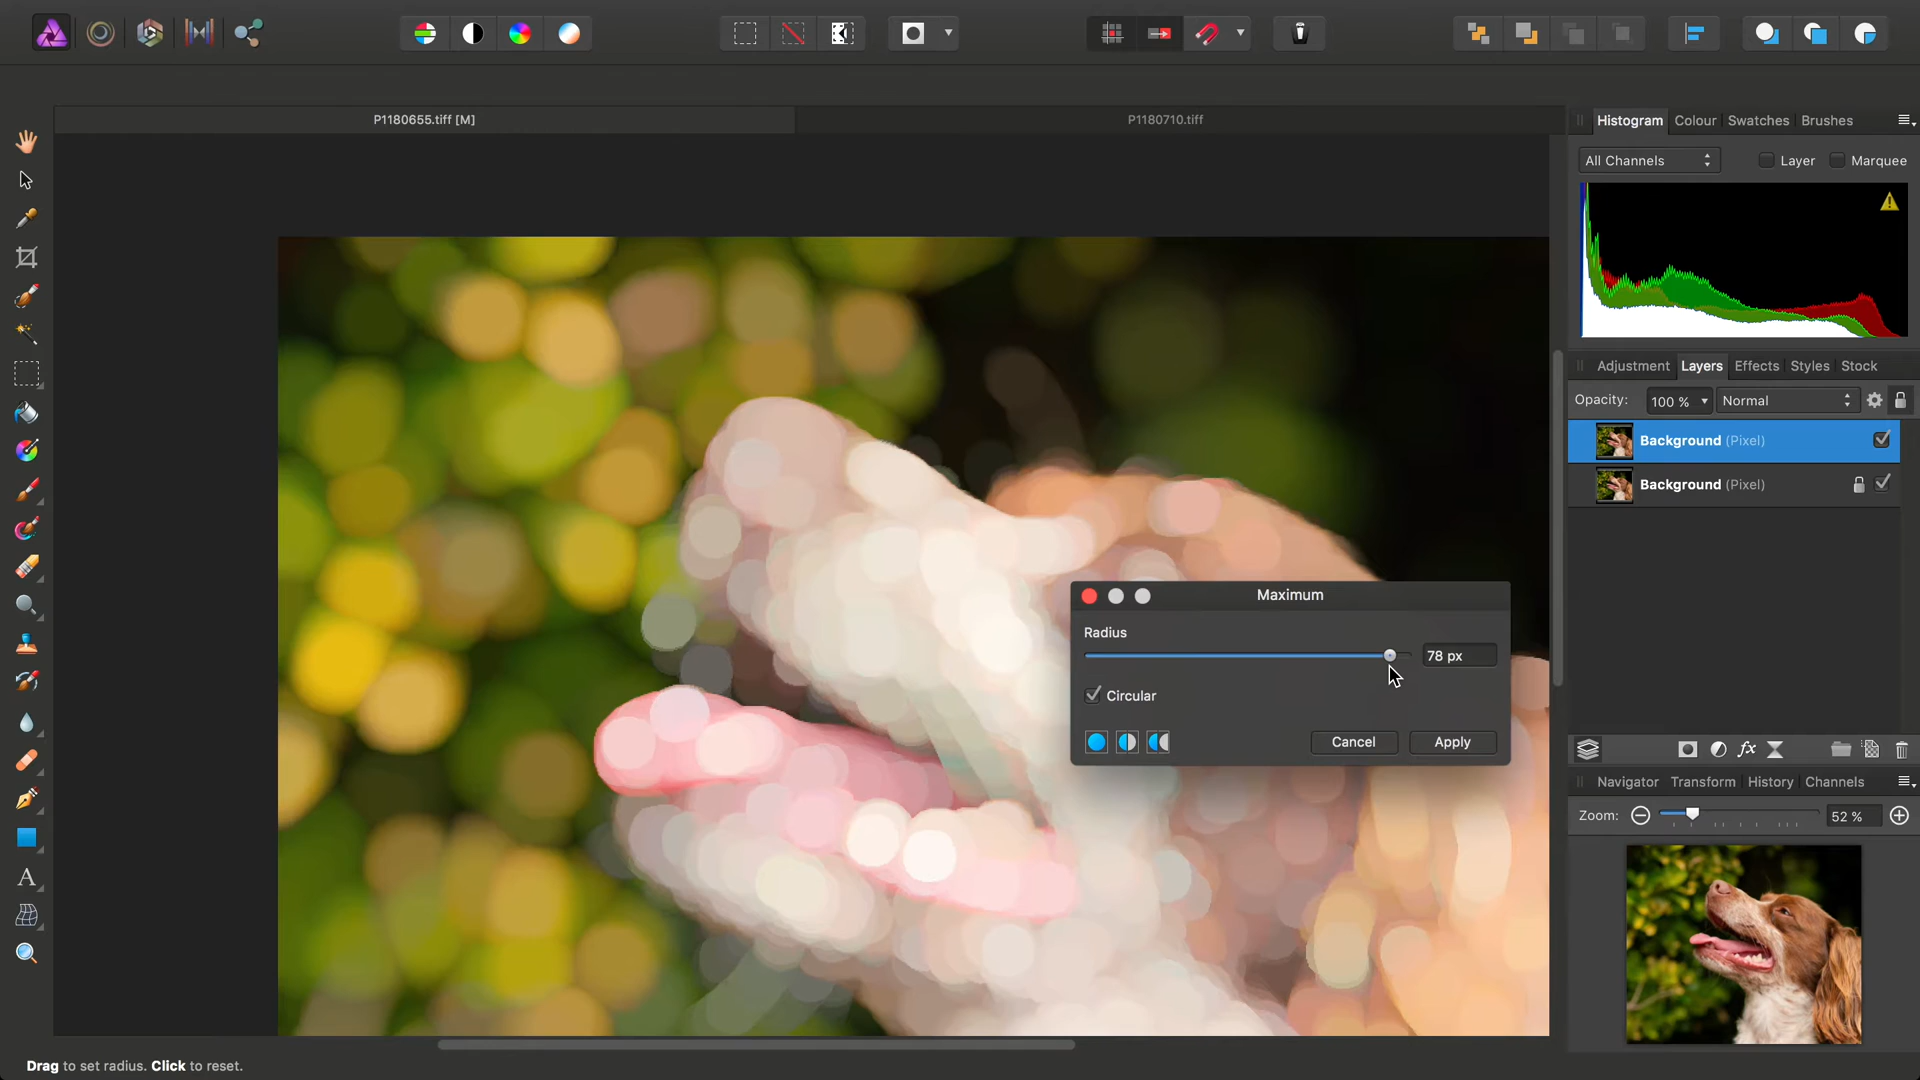 P1180655.tiff [M]
P1180710.tiff
Histogram Colour Swatches Brushes
All Channels
Layer
Marquee
Adjustment Layers Effects Styles Stock
Opacity: 100 % Normal
Background (Pixel)
Background (Pixel)
Maximum
Radius
78 px
Circular
Cancel
Apply
Navigator Transform History Channels
Zoom: 52 %
A
Drag to set radius. Click to reset.